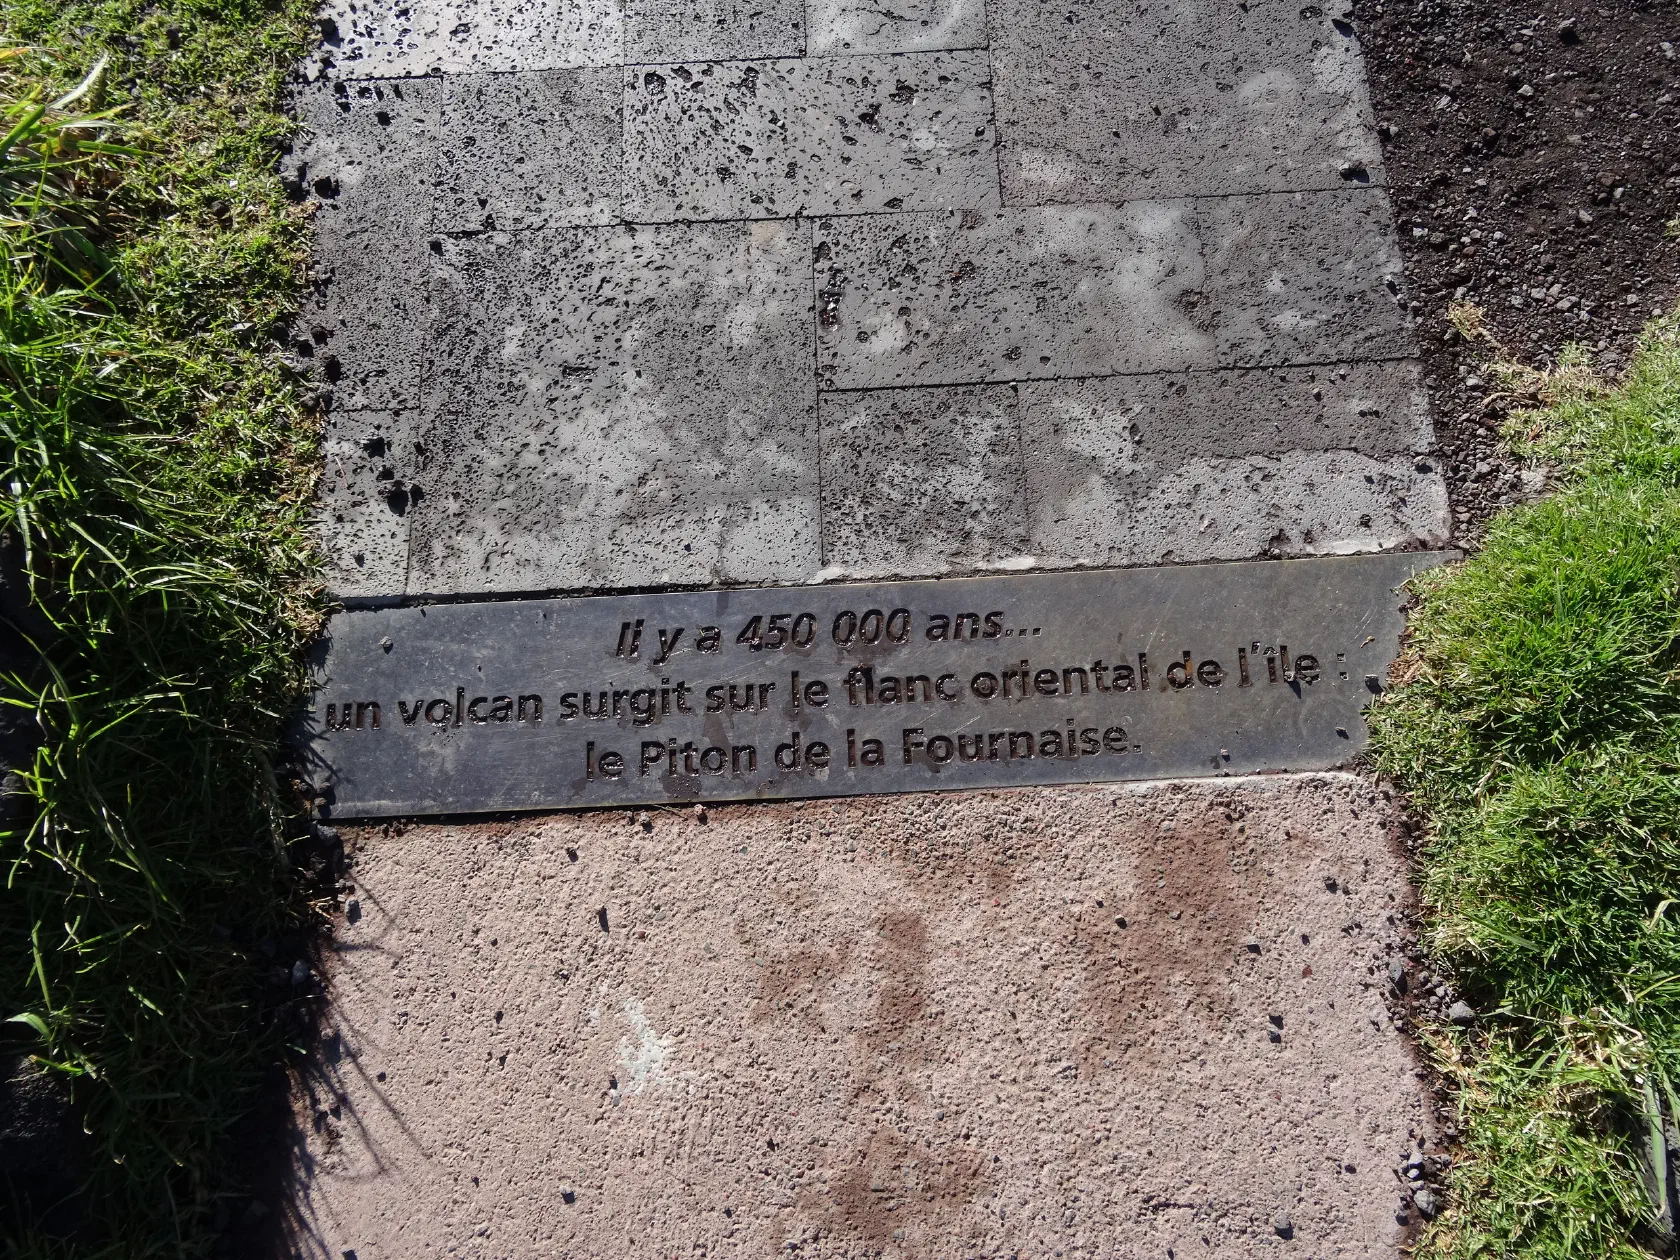 Il y a 450 000 ans...
un volcan surgit sur le flanc oriental de l'île :
le Piton de la Fournaise.